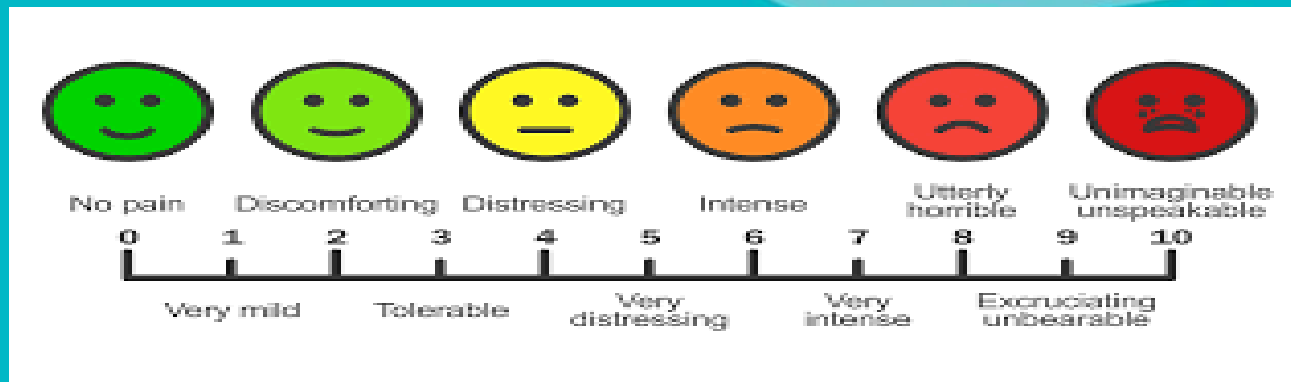 No pain Discomforting Distressing Intense Utterly horrible Unimaginable unspeakable
0 1 2 3 4 5 6 7 8 9 10
Very mild Tolerable Very distressing Very intense Excruciating unbearable